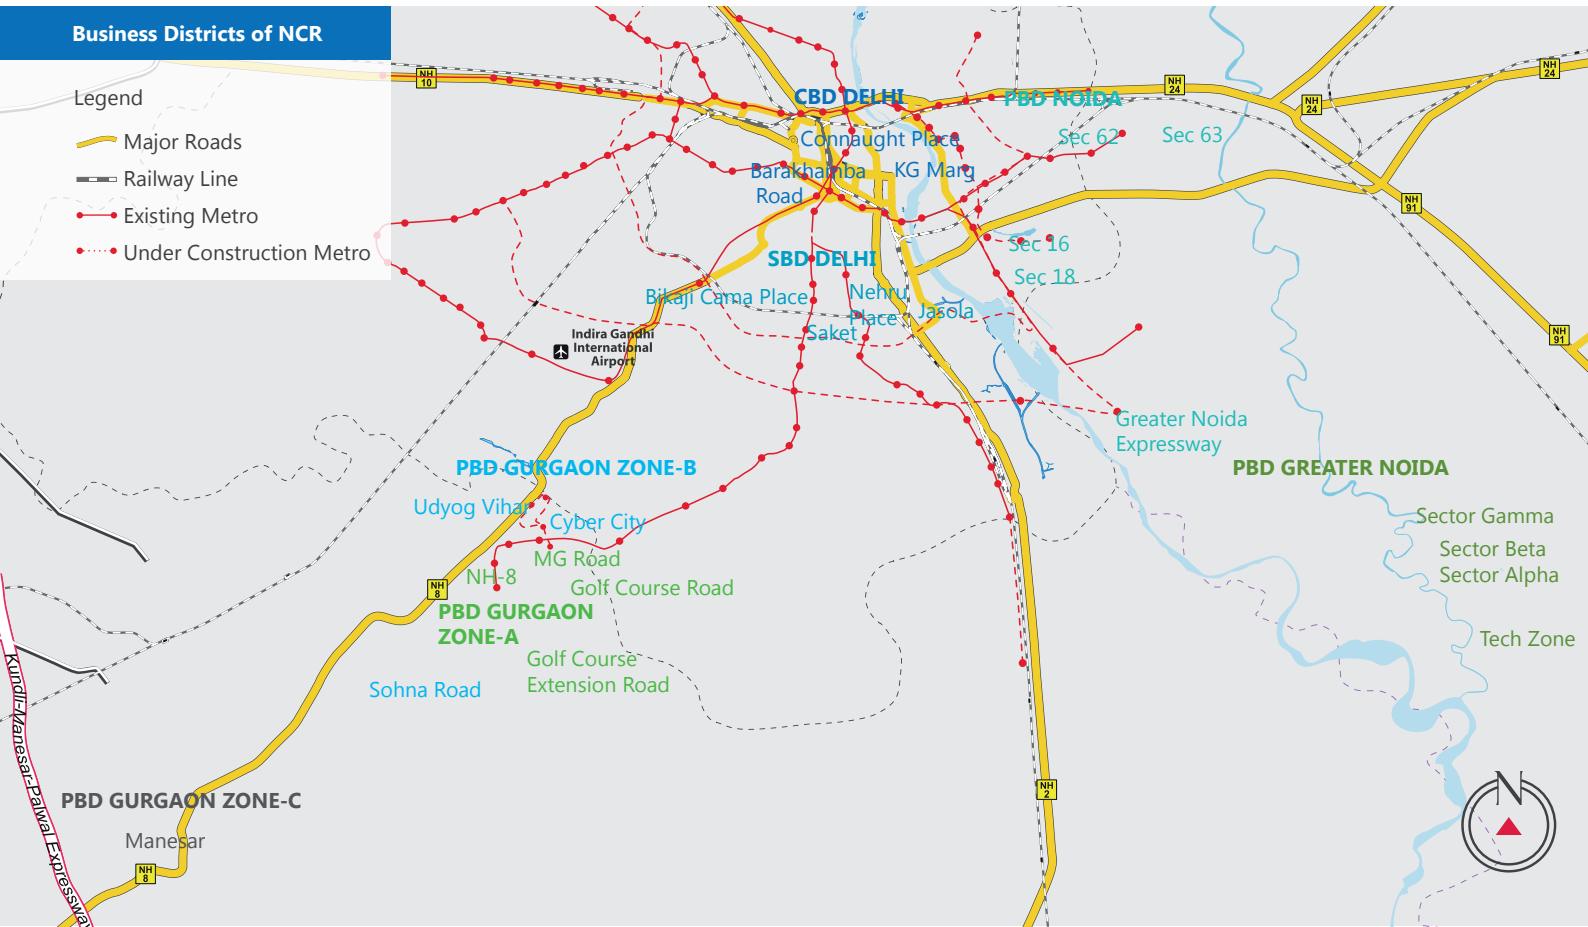 Business Districts of NCR
Legend
Major Roads
Railway Line
Existing Metro
Under Construction Metro
NH
10
NH
24
NH
24
NH
24
CBD DELHI
PBD NOIDA
Connaught Place
Sec 62
Sec 63
Barakhamba
Road
KG Marg
NH
91
SBD DELHI
Sec 16
Sec 18
Bikaji Cama Place
Nehru
Place
Jasola
Saket
Indira Gandhi
International
Airport
NH
91
Greater Noida
Expressway
PBD GURGAON ZONE-B
PBD GREATER NOIDA
Udyog Vihar
Cyber City
Sector Gamma
MG Road
Sector Beta
Sector Alpha
NH-8
Golf Course Road
NH
8
PBD GURGAON
ZONE-A
Tech Zone
Golf Course
Extension Road
Sohna Road
Kundli-Manesar-Palwal Expressway
NH
2
PBD GURGAON ZONE-C
Manesar
NH
8
N